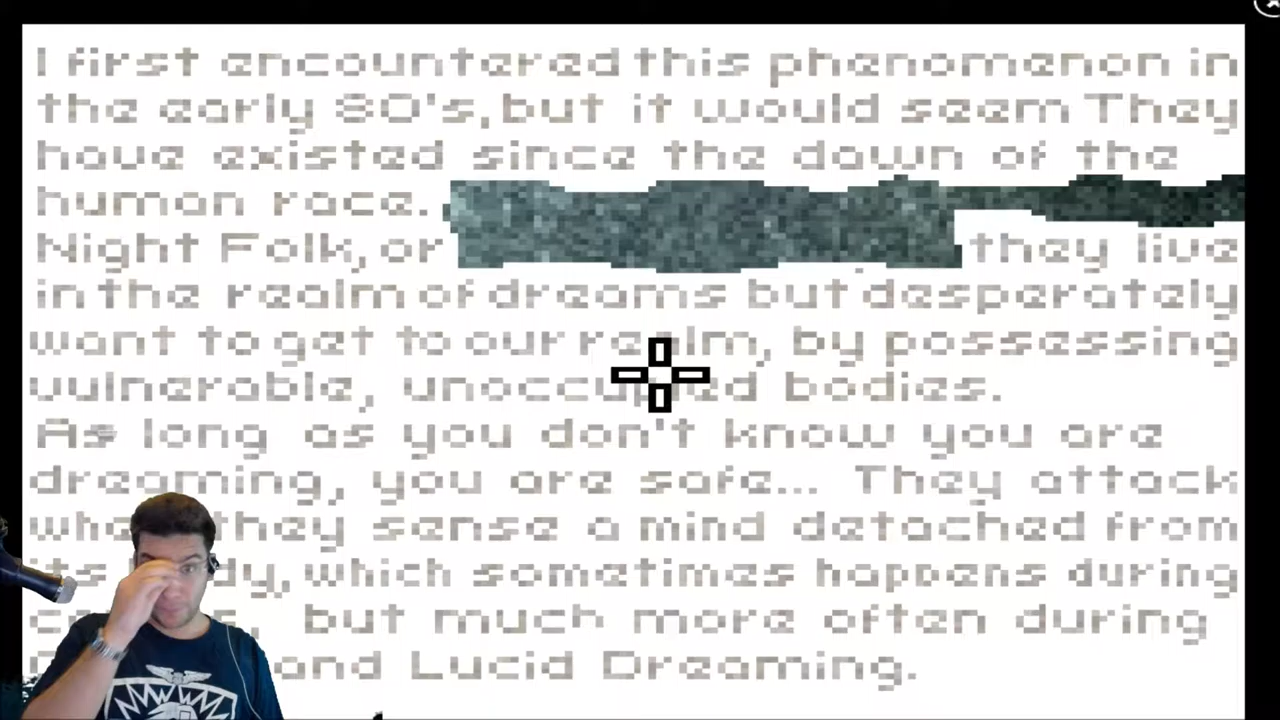 I first encountered this phenomenon in
the early 80's, but it would seem They
have existed since the dawn of the
human race.
Night Folk, or they live
in the realm of dreams but desperately
want to get to our realm, by possessing
vulnerable, unoccupied bodies.
As long as you don't know you are
dreaming, you are safe... They attack
they sense a mind detached from
its which sometimes happens during
but much more often during
and Lucid Dreaming.